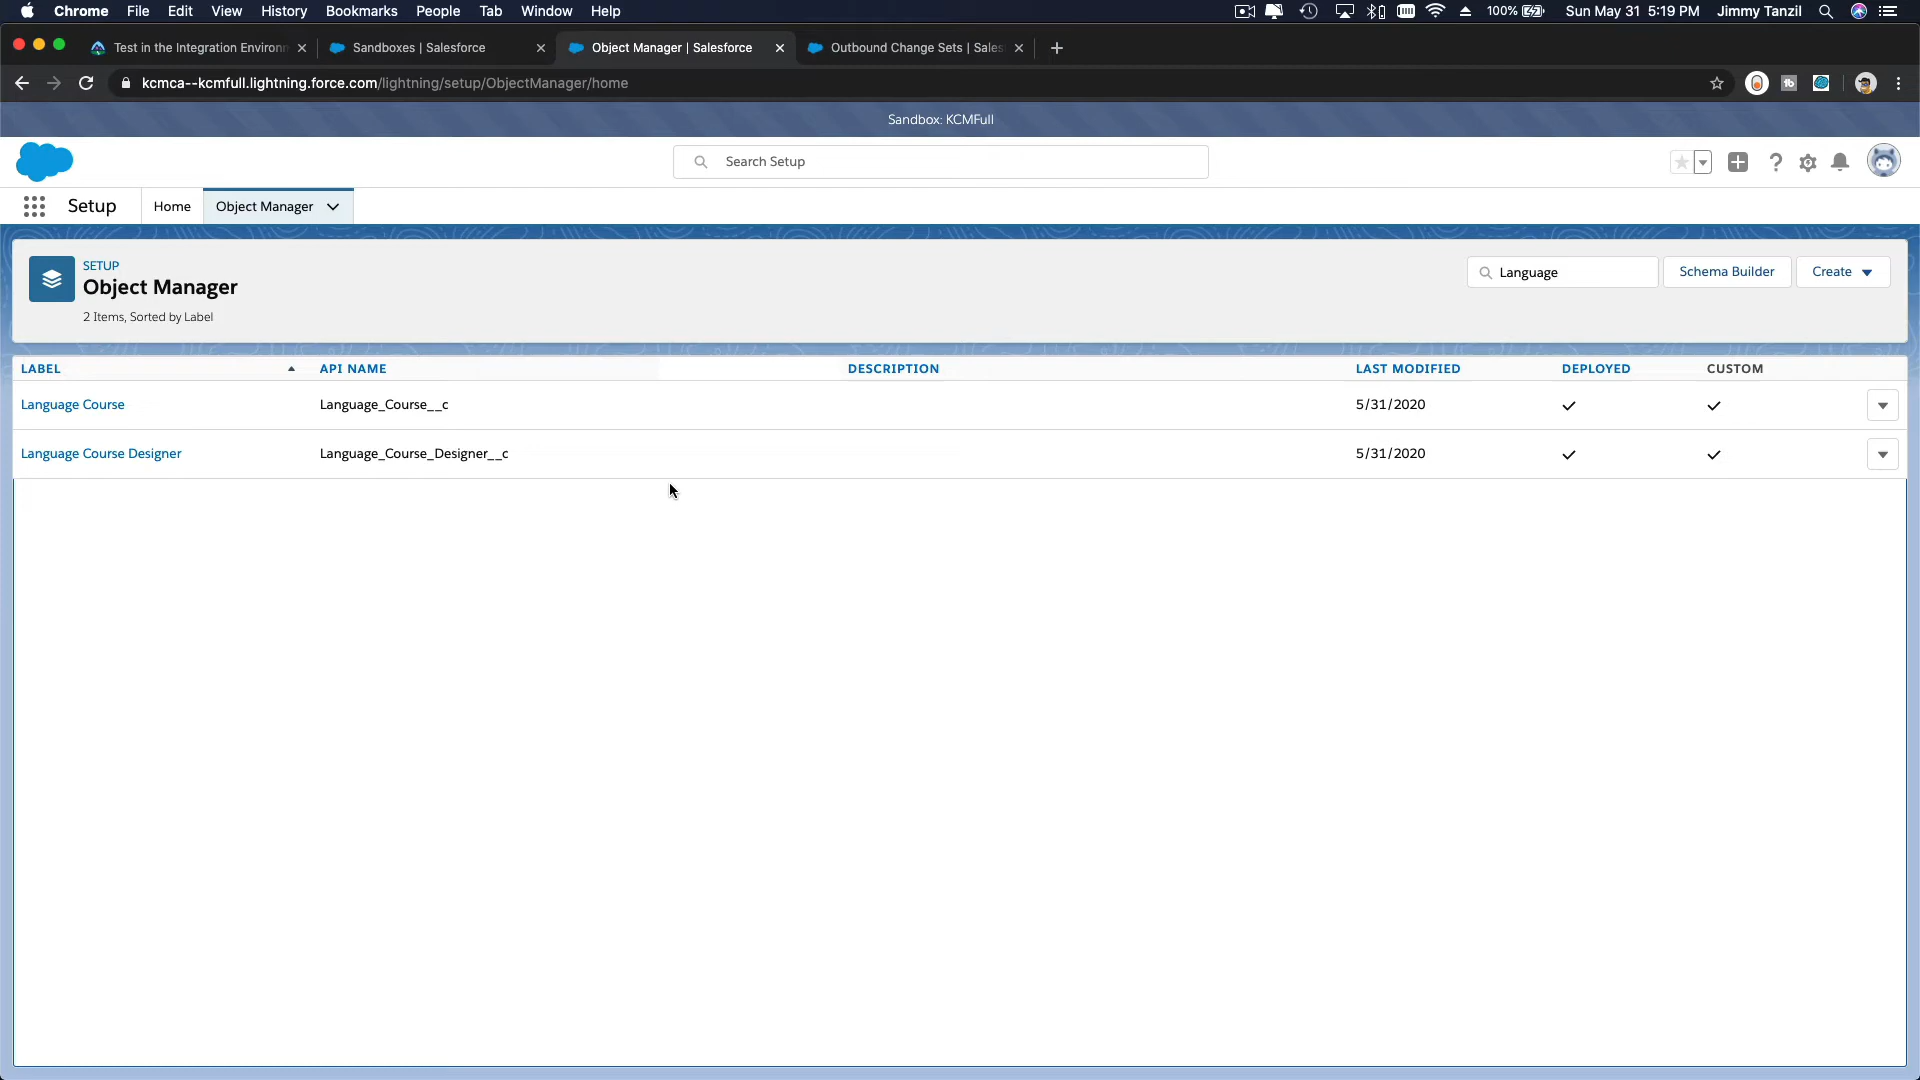 Chrome File Edit View History Bookmarks People Tab Window Help 100% Sun May 31 5:19 PM Jimmy Tanzil
Test in the Integration Environ Sandboxes | Salesforce Object Manager | Salesforce Outbound Change Sets | Sales
kcmca--kcmfull.lightning.force.com/lightning/setup/ObjectManager/home
Sandbox: KCMFull
Search Setup
Setup Home Object Manager
SETUP
Object Manager
2 Items, Sorted by Label
Language Schema Builder Create
LABEL API NAME DESCRIPTION LAST MODIFIED DEPLOYED CUSTOM
Language Course Language_Course__c 5/31/2020
Language Course Designer Language_Course_Designer__c 5/31/2020